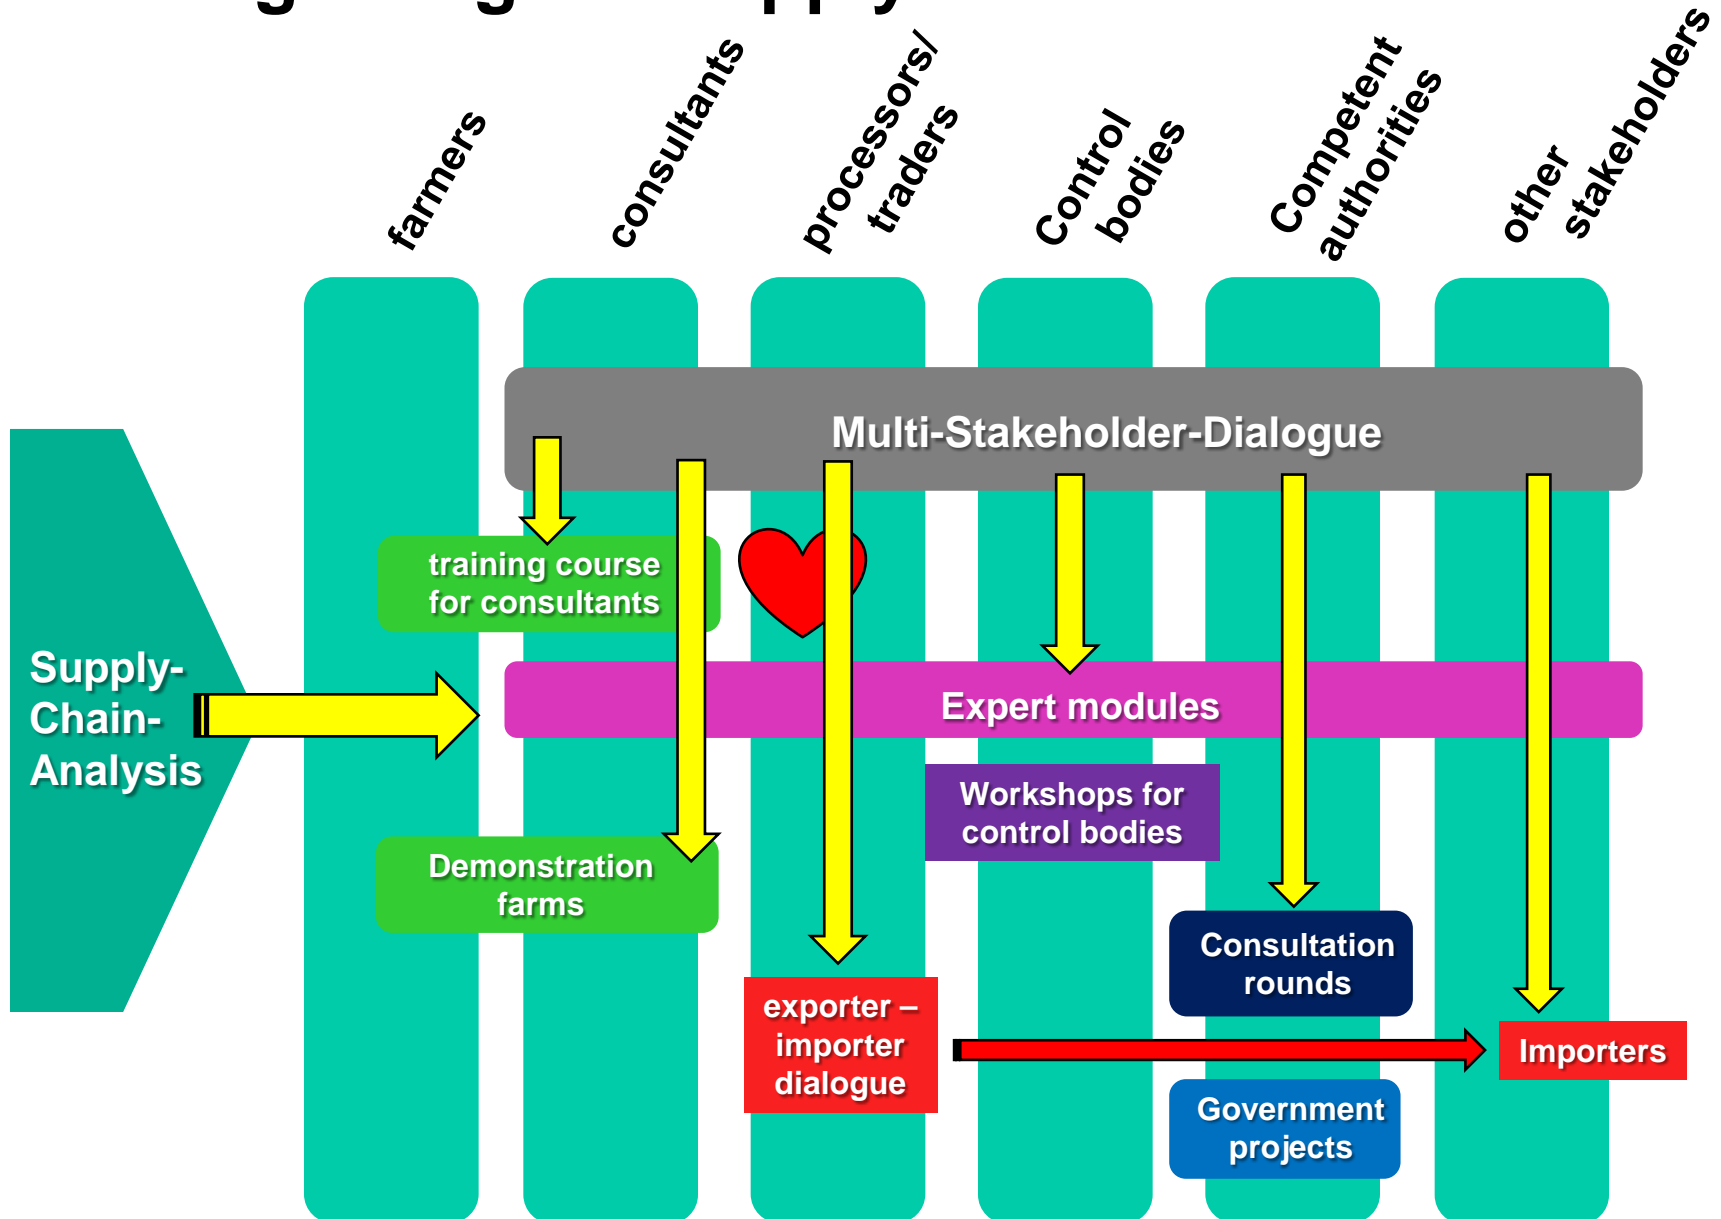 farmers
consultants
processors/
traders
Control
bodies
Competent
authorities
other
stakeholders
Multi-Stakeholder-Dialogue
training course
for consultants
Supply-
Chain-
Analysis
Expert modules
Workshops for
control bodies
Demonstration
farms
Consultation
rounds
exporter –
importer
dialogue
Importers
Government
projects